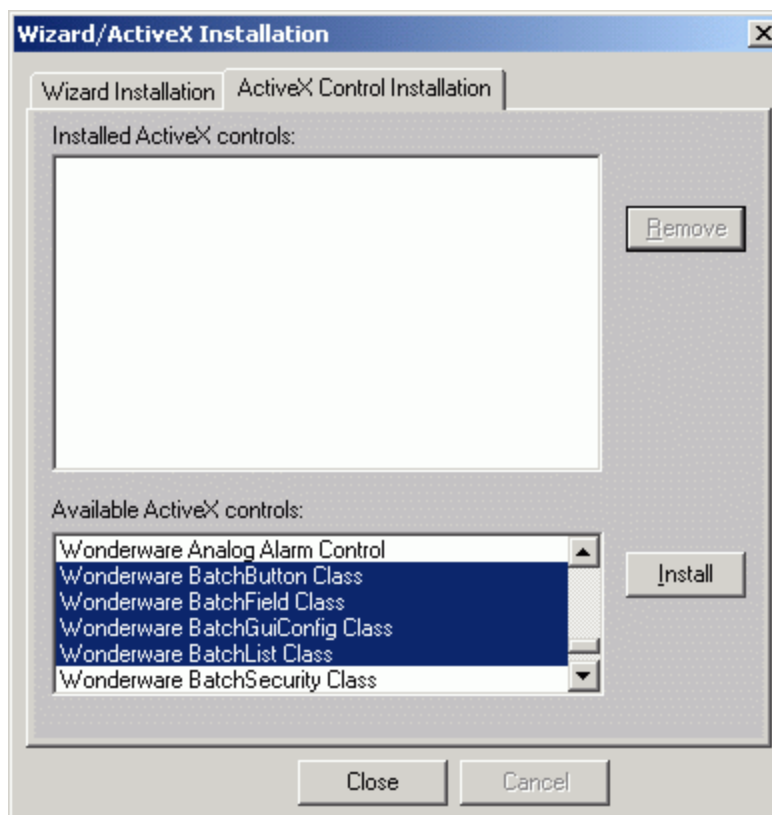 Wizard/ActiveX Installation
Wizard Installation
ActiveX Control Installation
Installed ActiveX controls:
Remove
Available ActiveX controls:
Wonderware Analog Alarm Control
Wonderware BatchButton Class
Wonderware BatchField Class
Wonderware BatchGuiConfig Class
Wonderware BatchList Class
Wonderware BatchSecurity Class
Install
Close
Cancel